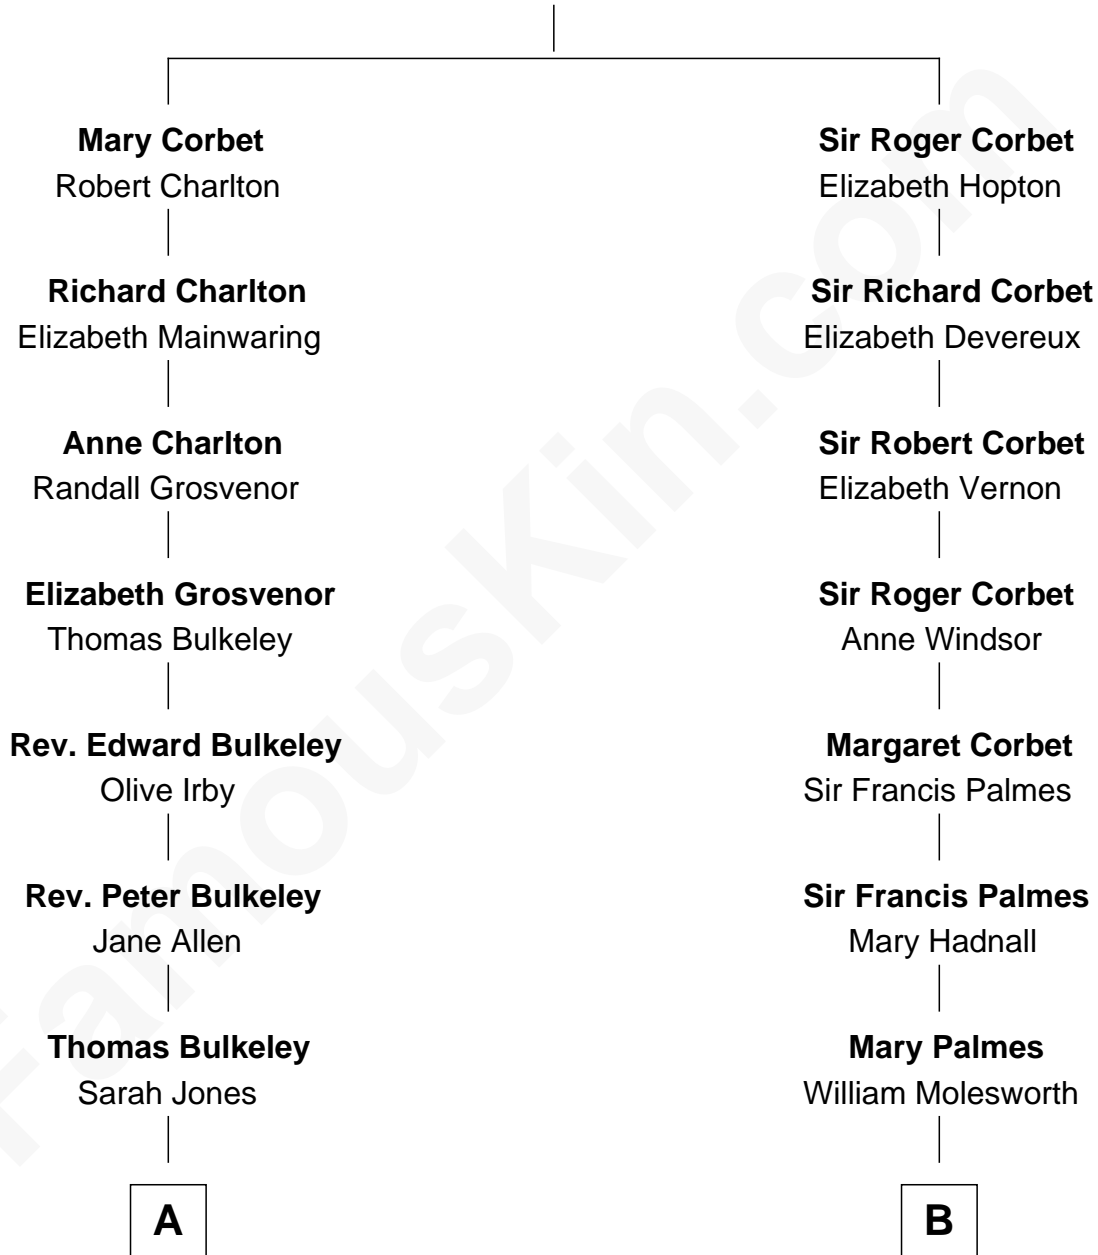 Mary Corbet
Robert Charlton
Richard Charlton
Elizabeth Mainwaring
Anne Charlton
Randall Grosvenor
Elizabeth Grosvenor
Thomas Bulkeley
Rev. Edward Bulkeley
Olive Irby
Rev. Peter Bulkeley
Jane Allen
Thomas Bulkeley
Sarah Jones
A
Sir Roger Corbet
Elizabeth Hopton
Sir Richard Corbet
Elizabeth Devereux
Sir Robert Corbet
Elizabeth Vernon
Sir Roger Corbet
Anne Windsor
Margaret Corbet
Sir Francis Palmes
Sir Francis Palmes
Mary Hadnall
Mary Palmes
William Molesworth
B
FamousKin.com